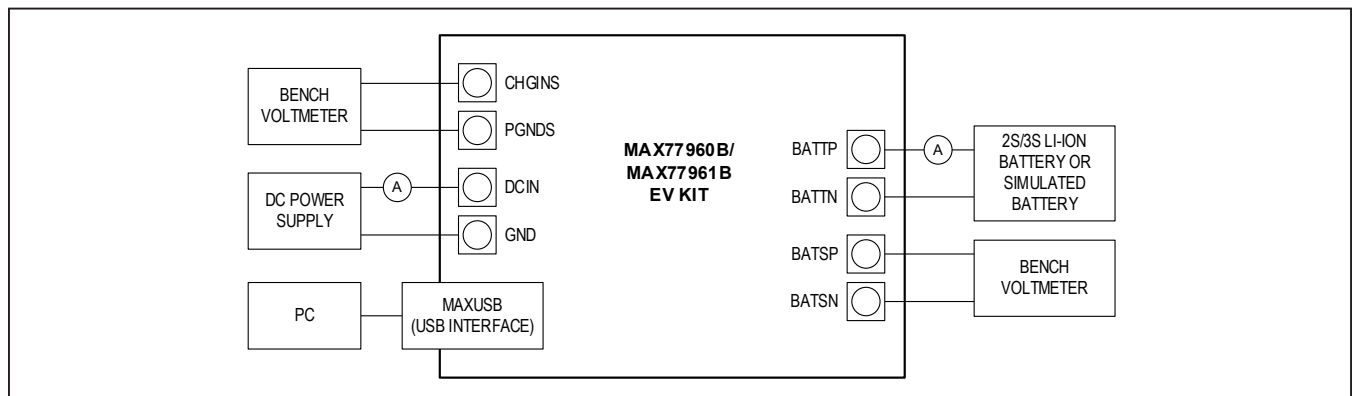 BENCH
VOLTMETER
CHGINS
PGNDS
A
DC POWER
SUPPLY
DCIN
GND
PC
MAXUSB
(USB INTERFACE)
MAX77960B/
MAX77961B
EV KIT
BATTP
BATTN
A
2S/3S LI-ION
BATTERY OR
SIMULATED
BATTERY
BATSP
BATSN
BENCH
VOLTMETER